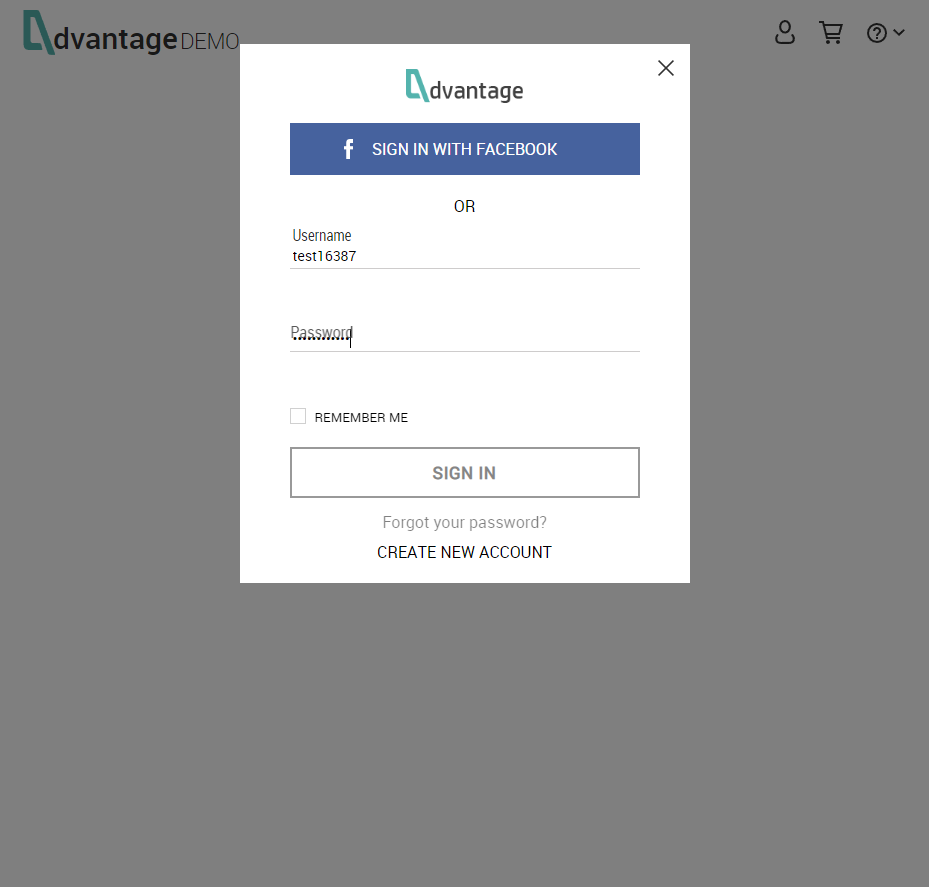 dvantage DEMO
dvantage
SIGN IN WITH FACEBOOK
OR
Username
test16387
Password
REMEMBER ME
SIGN IN
Forgot your password?
CREATE NEW ACCOUNT